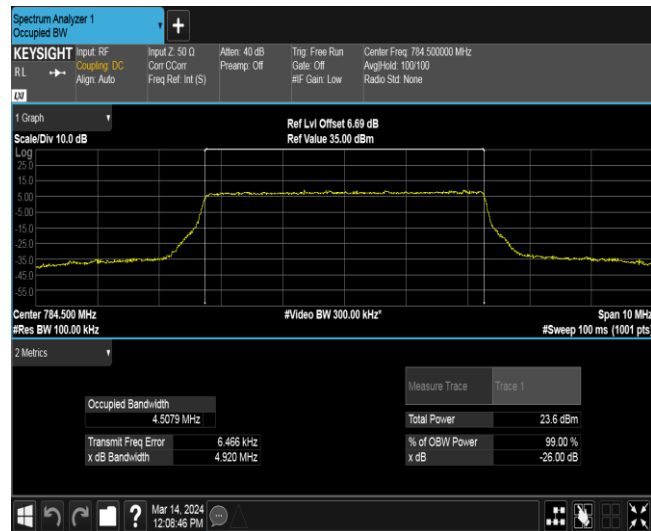 Spectrum Analyzer 1
Occupied BW
+
KEYSIGHT
RL
LXI
Input: RF
Coupling: DC
Align: Auto
Input Z: 50 Ω
Corr CCorr
Freq Ref: Int (S)
Atten: 40 dB
Preamp: Off
Trig: Free Run
Gate: Off
#IF Gain: Low
Center Freq: 784.500000 MHz
Avg|Hold: 100/100
Radio Std: None
1 Graph
Scale/Div 10.0 dB
Ref Lvl Offset 6.69 dB
Ref Value 35.00 dBm
Log
25.0
15.0
5.00
-5.00
-15.0
-25.0
-35.0
-45.0
-55.0
Center 784.500 MHz
#Res BW 100.00 kHz
#Video BW 300.00 kHz*
Span 10 MHz
#Sweep 100 ms (1001 pts)
2 Metrics
Measure Trace Trace 1
Occupied Bandwidth
4.5079 MHz
Total Power 23.6 dBm
Transmit Freq Error 6.466 kHz
% of OBW Power 99.00 %
x dB Bandwidth 4.920 MHz
x dB -26.00 dB
?
Mar 14, 2024
12:08:46 PM